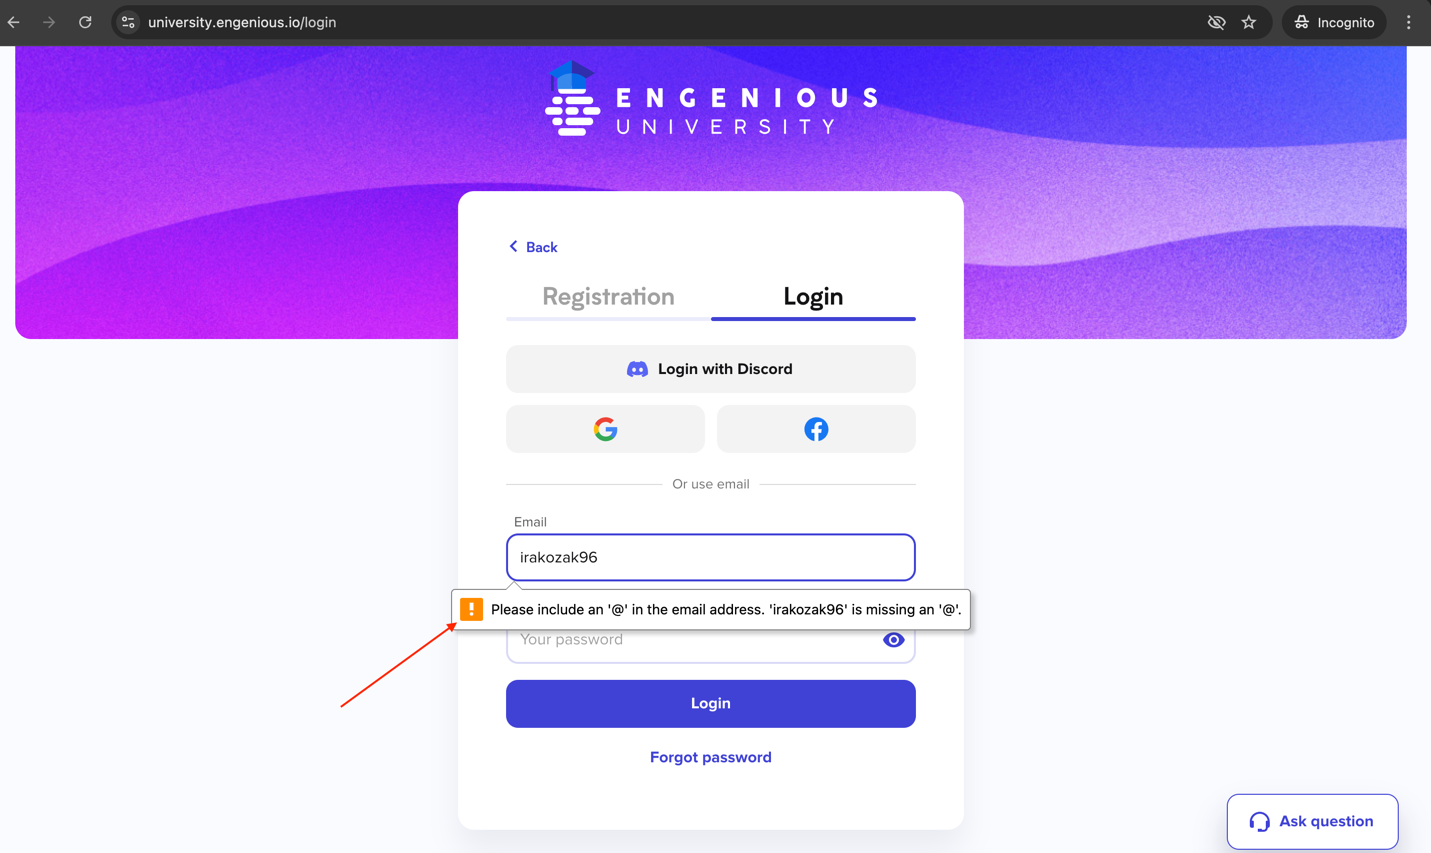 university.engenious.io/login
Incognito
ENGENIOUS
UNIVERSITY
Back
Registration
Login
Login with Discord
Or use email
Email
irakozak96
! Please include an '@' in the email address. 'irakozak96' is missing an '@'.
Your password
Login
Forgot password
Ask question